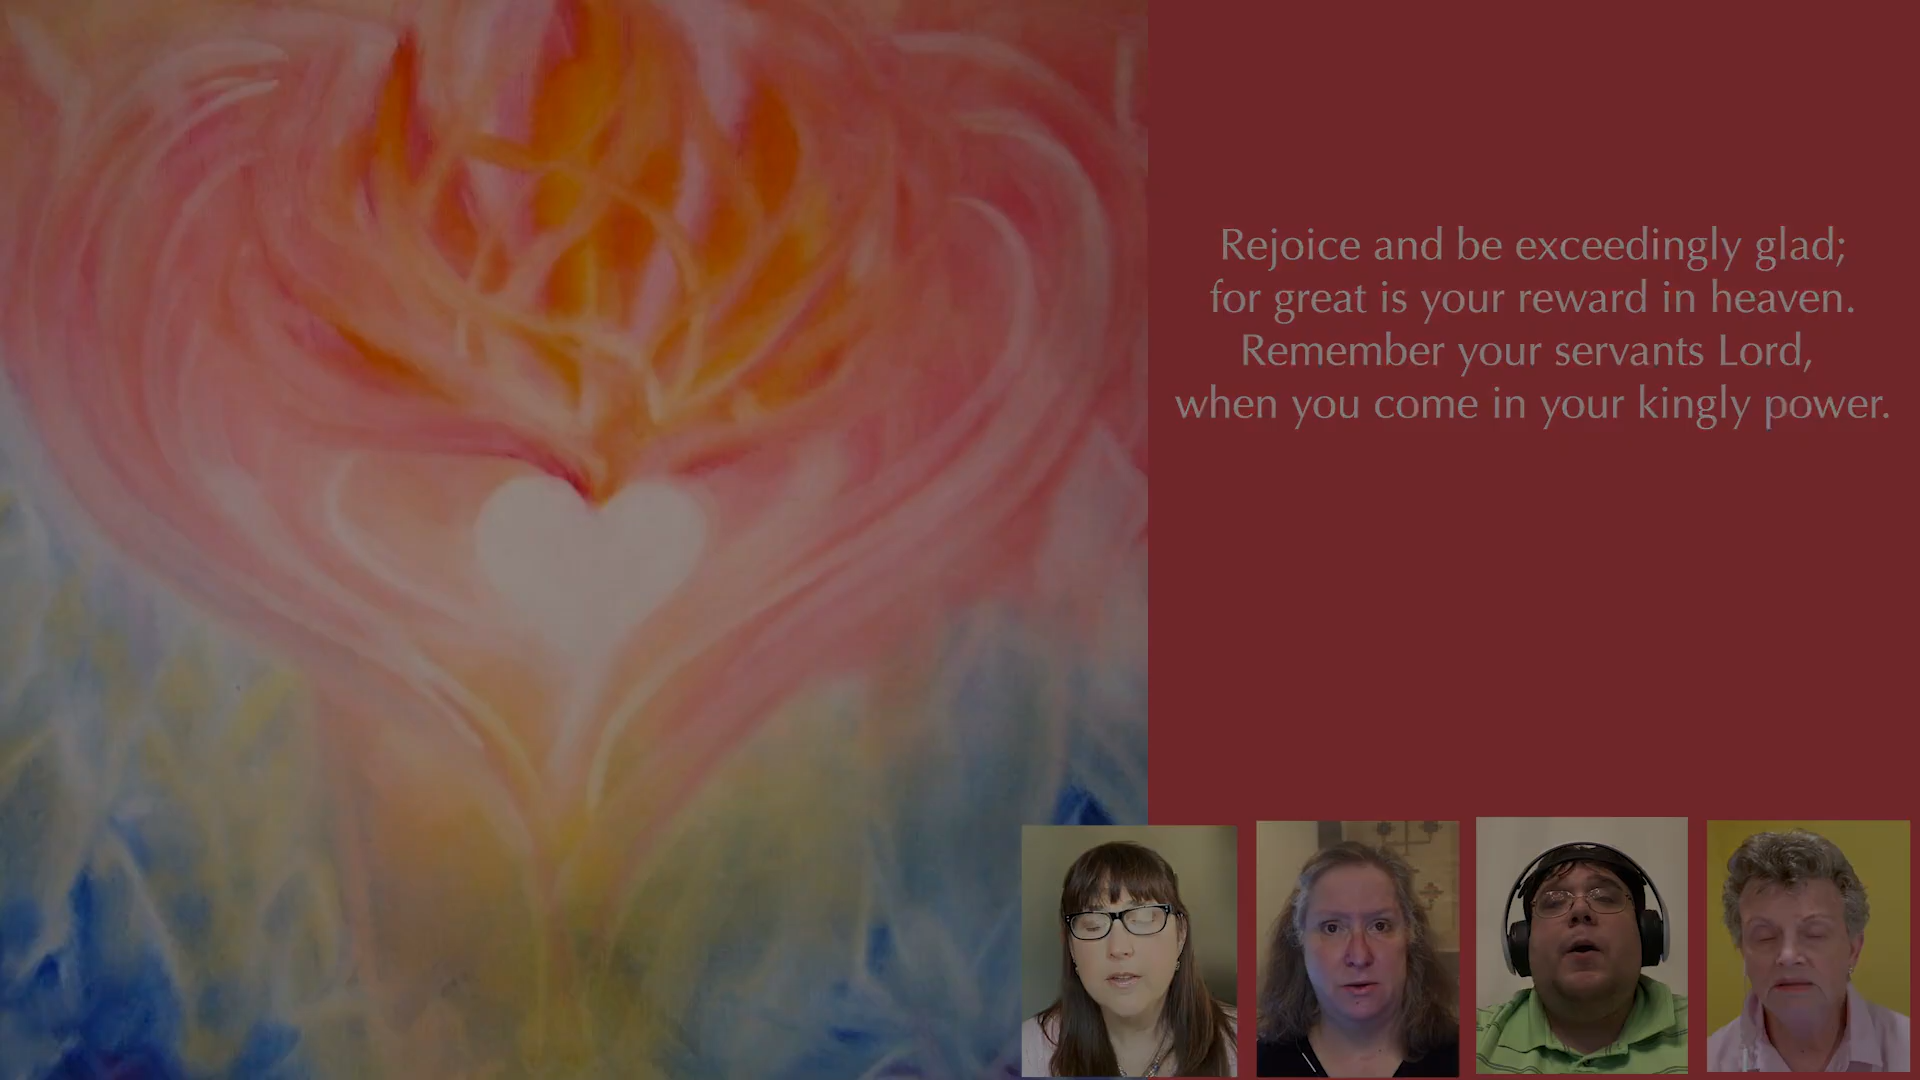 Rejoice and be exceedingly glad;
for great is your reward in heaven.
Remember your servants Lord,
when you come in your kingly power.